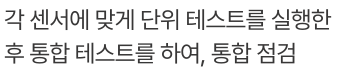 각 센서에 맞게 단위 테스트를 실행한
후 통합 테스트를 하여, 통합 점검